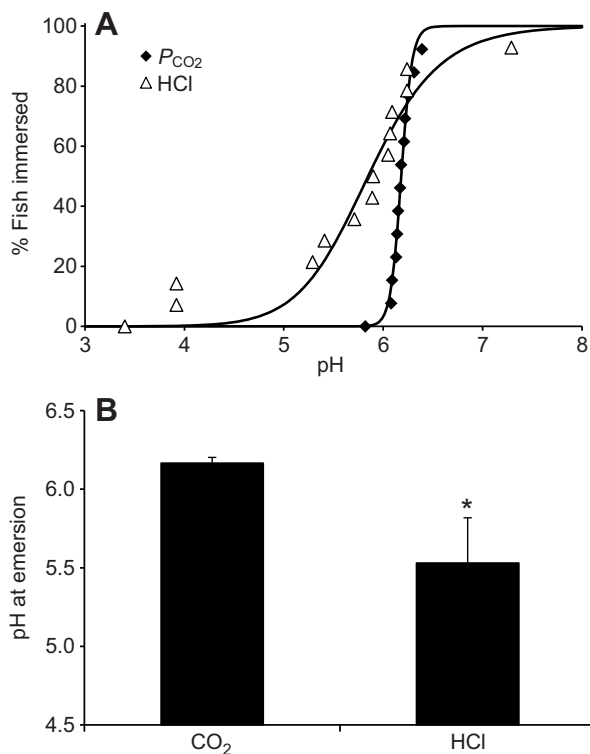 A
100
80
60
40
20
0
% Fish immersed
◆ P_CO2
△ HCl
3 4 5 6 7 8
pH
B
6.5
6.0
5.5
5.0
4.5
pH at emersion
*
CO₂ HCl